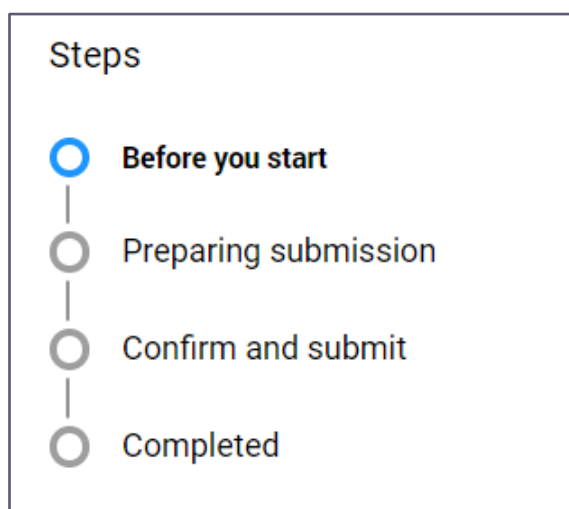 Steps
Before you start
Preparing submission
Confirm and submit
Completed